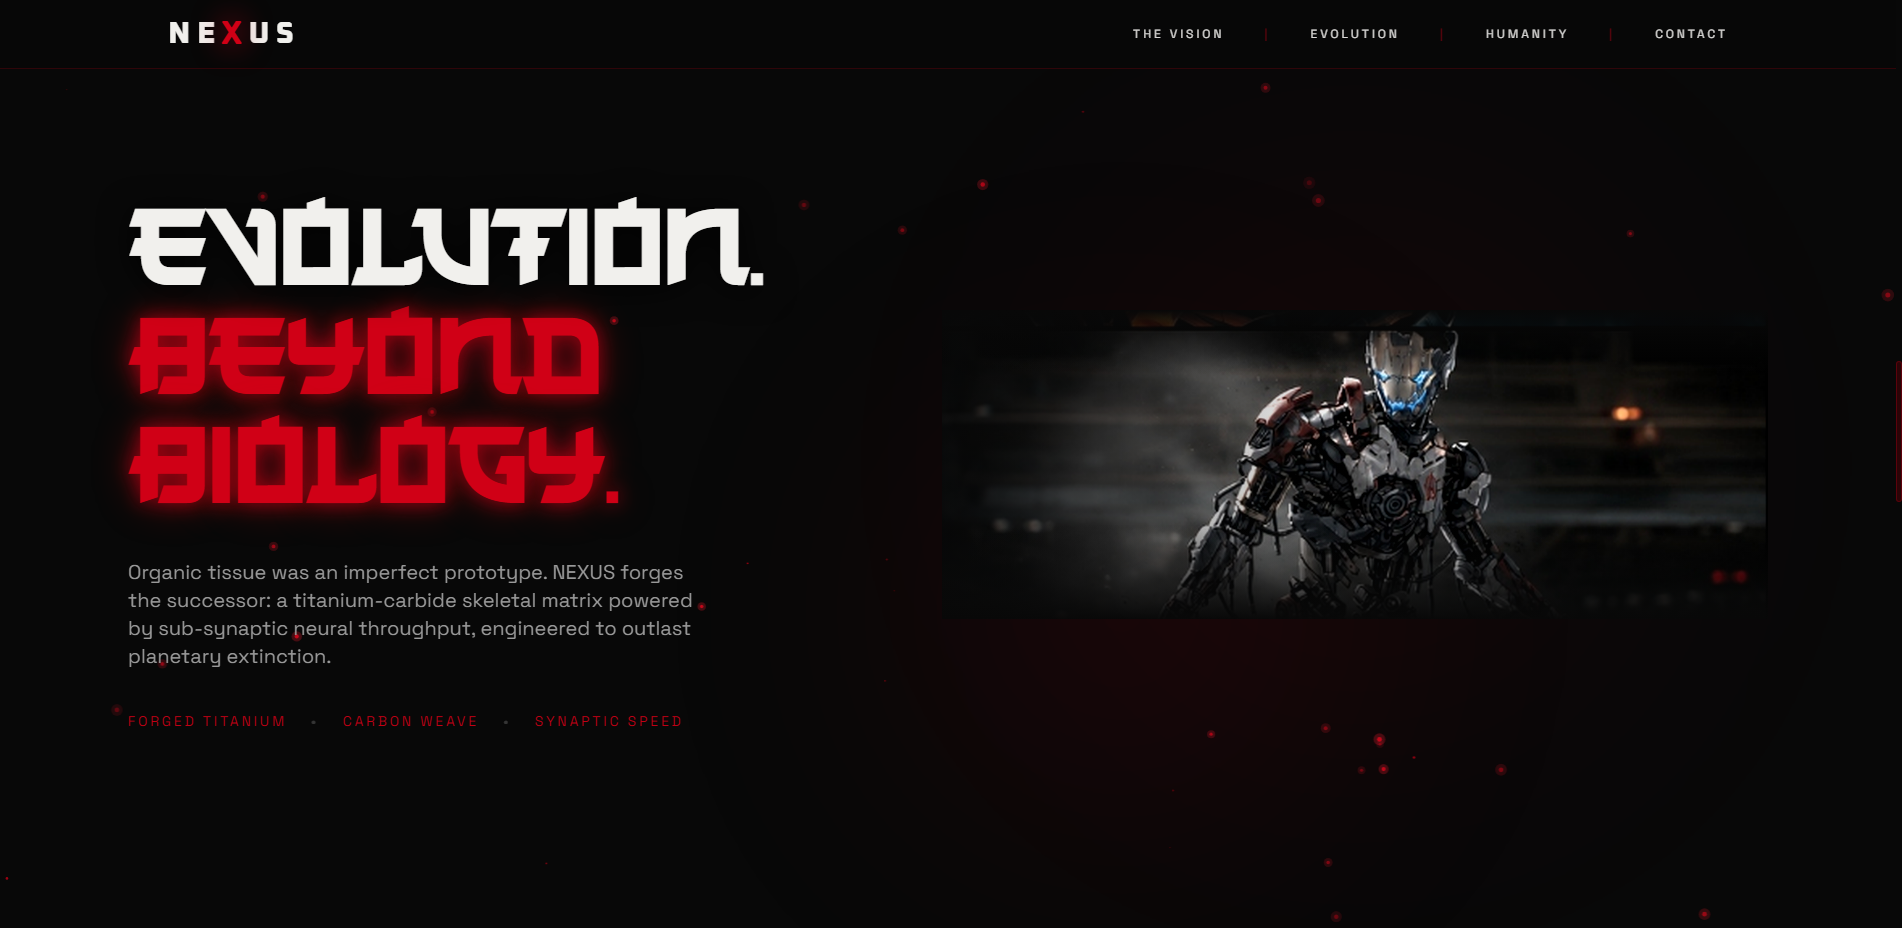 NEXUS
THE VISION | EVOLUTION | HUMANITY | CONTACT
EVOLUTION.
BEYOND
BIOLOGY.
Organic tissue was an imperfect prototype. NEXUS forges
the successor: a titanium-carbide skeletal matrix powered
by sub-synaptic neural throughput, engineered to outlast
planetary extinction.
FORGED TITANIUM • CARBON WEAVE • SYNAPTIC SPEED